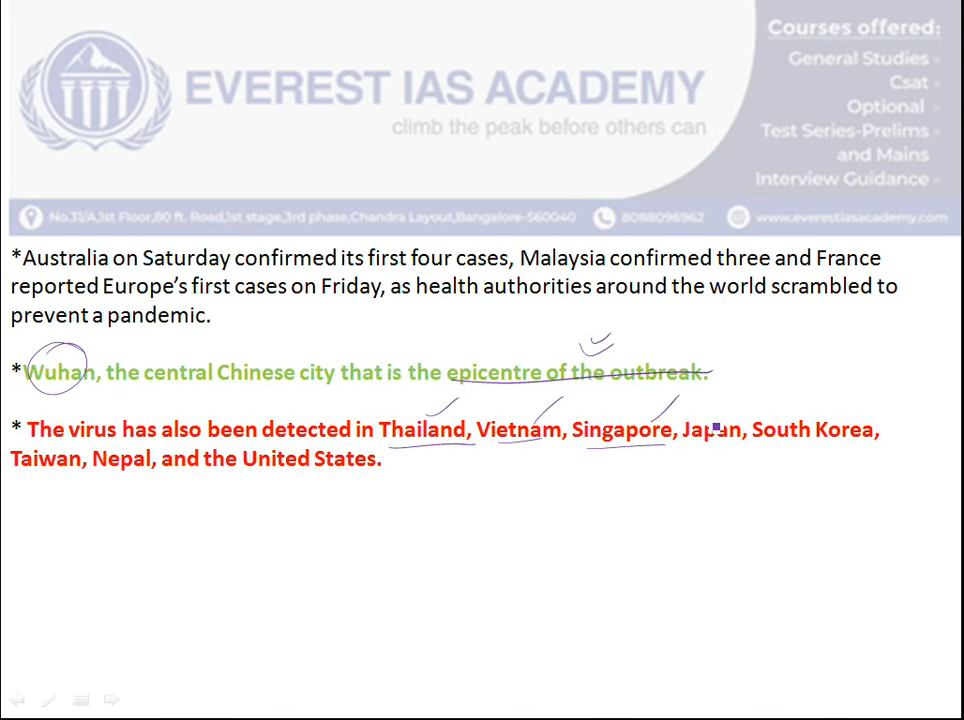 Courses offered:
General Studies
Csat
Optional
Test Series-Prelims
and Mains
Interview Guidance
EVEREST IAS ACADEMY
climb the peak before others can
No.31/A,1st Floor,80 ft. Road,1st stage,3rd phase,Chandra Layout,Bangalore-560040 8088096962 www.everestiasacademy.com
*Australia on Saturday confirmed its first four cases, Malaysia confirmed three and France
reported Europe's first cases on Friday, as health authorities around the world scrambled to
prevent a pandemic.
*Wuhan, the central Chinese city that is the epicentre of the outbreak.
* The virus has also been detected in Thailand, Vietnam, Singapore, Japan, South Korea,
Taiwan, Nepal, and the United States.